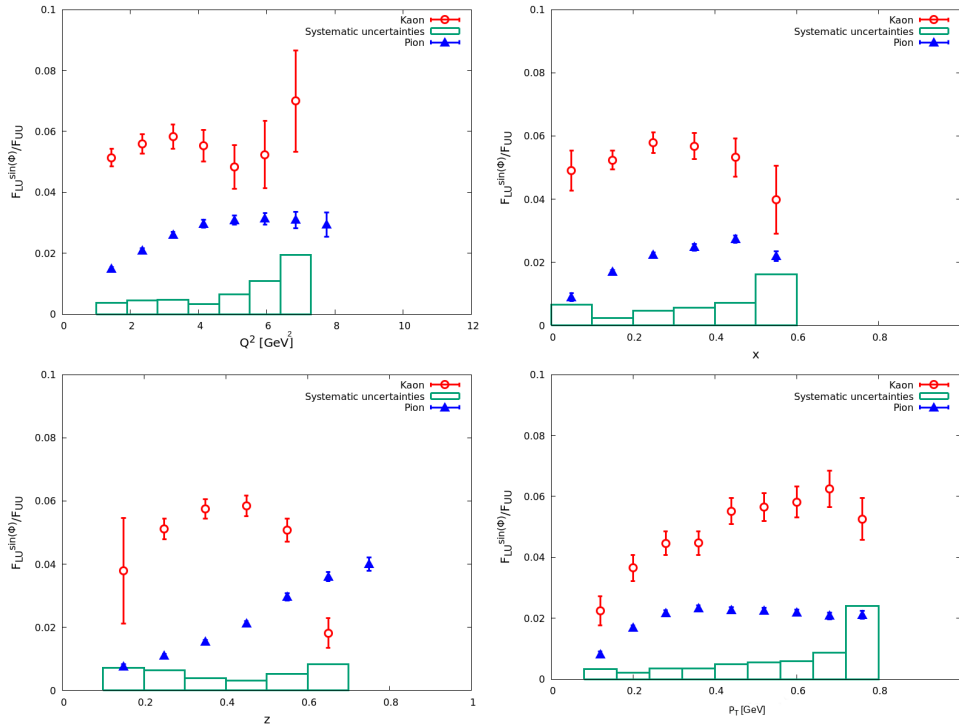 0.1
0.08
0.06
0.04
0.02
0
F_LU^sin(Φ)/F_UU
Kaon
Systematic uncertainties
Pion
0 2 4 6 8 10 12
Q² [GeV²]
0.1
0.08
0.06
0.04
0.02
0
F_LU^sin(Φ)/F_UU
Kaon
Systematic uncertainties
Pion
0 0.2 0.4 0.6 0.8
x
0.1
0.08
0.06
0.04
0.02
0
F_LU^sin(Φ)/F_UU
Kaon
Systematic uncertainties
Pion
0 0.2 0.4 0.6 0.8 1
z
0.1
0.08
0.06
0.04
0.02
0
F_LU^sin(Φ)/F_UU
Kaon
Systematic uncertainties
Pion
0 0.2 0.4 0.6 0.8
P_T [GeV]